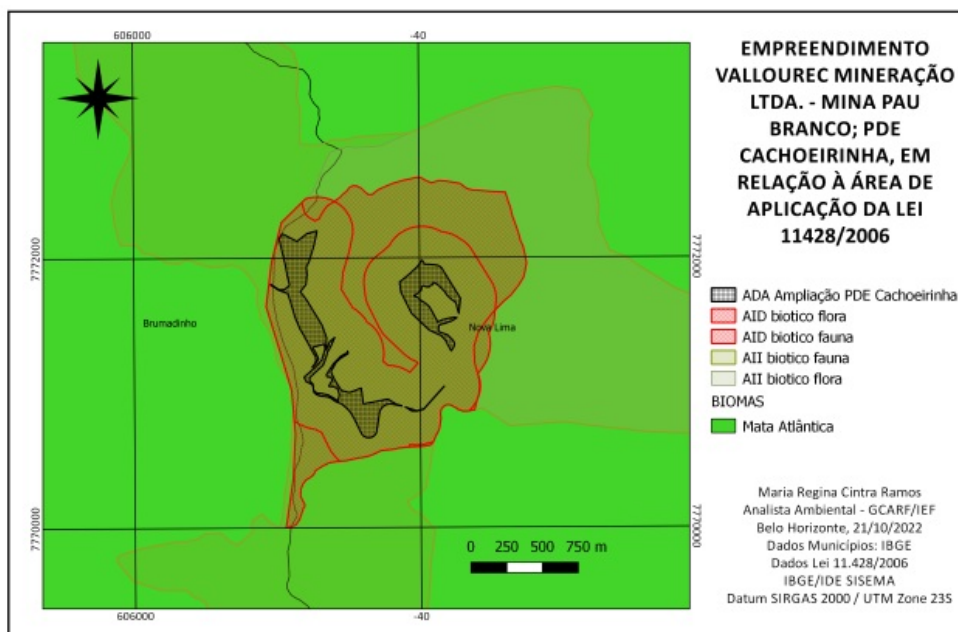 606000
-40
7772000
7772000
Brumadinho
Nova Lima
7770000
7770000
0 250 500 750 m
606000
-40
EMPREENDIMENTO
VALLOUREC MINERAÇÃO
LTDA. - MINA PAU
BRANCO; PDE
CACHOEIRINHA, EM
RELAÇÃO À ÁREA DE
APLICAÇÃO DA LEI
11428/2006
ADA Ampliação PDE Cachoeirinha
AID biotico flora
AID biotico fauna
AII biotico fauna
AII biotico flora
BIOMAS
Mata Atlântica
Maria Regina Cintra Ramos
Analista Ambiental - GCARF/IEF
Belo Horizonte, 21/10/2022
Dados Municípios: IBGE
Dados Lei 11.428/2006
IBGE/IDE SISEMA
Datum SIRGAS 2000 / UTM Zone 23S